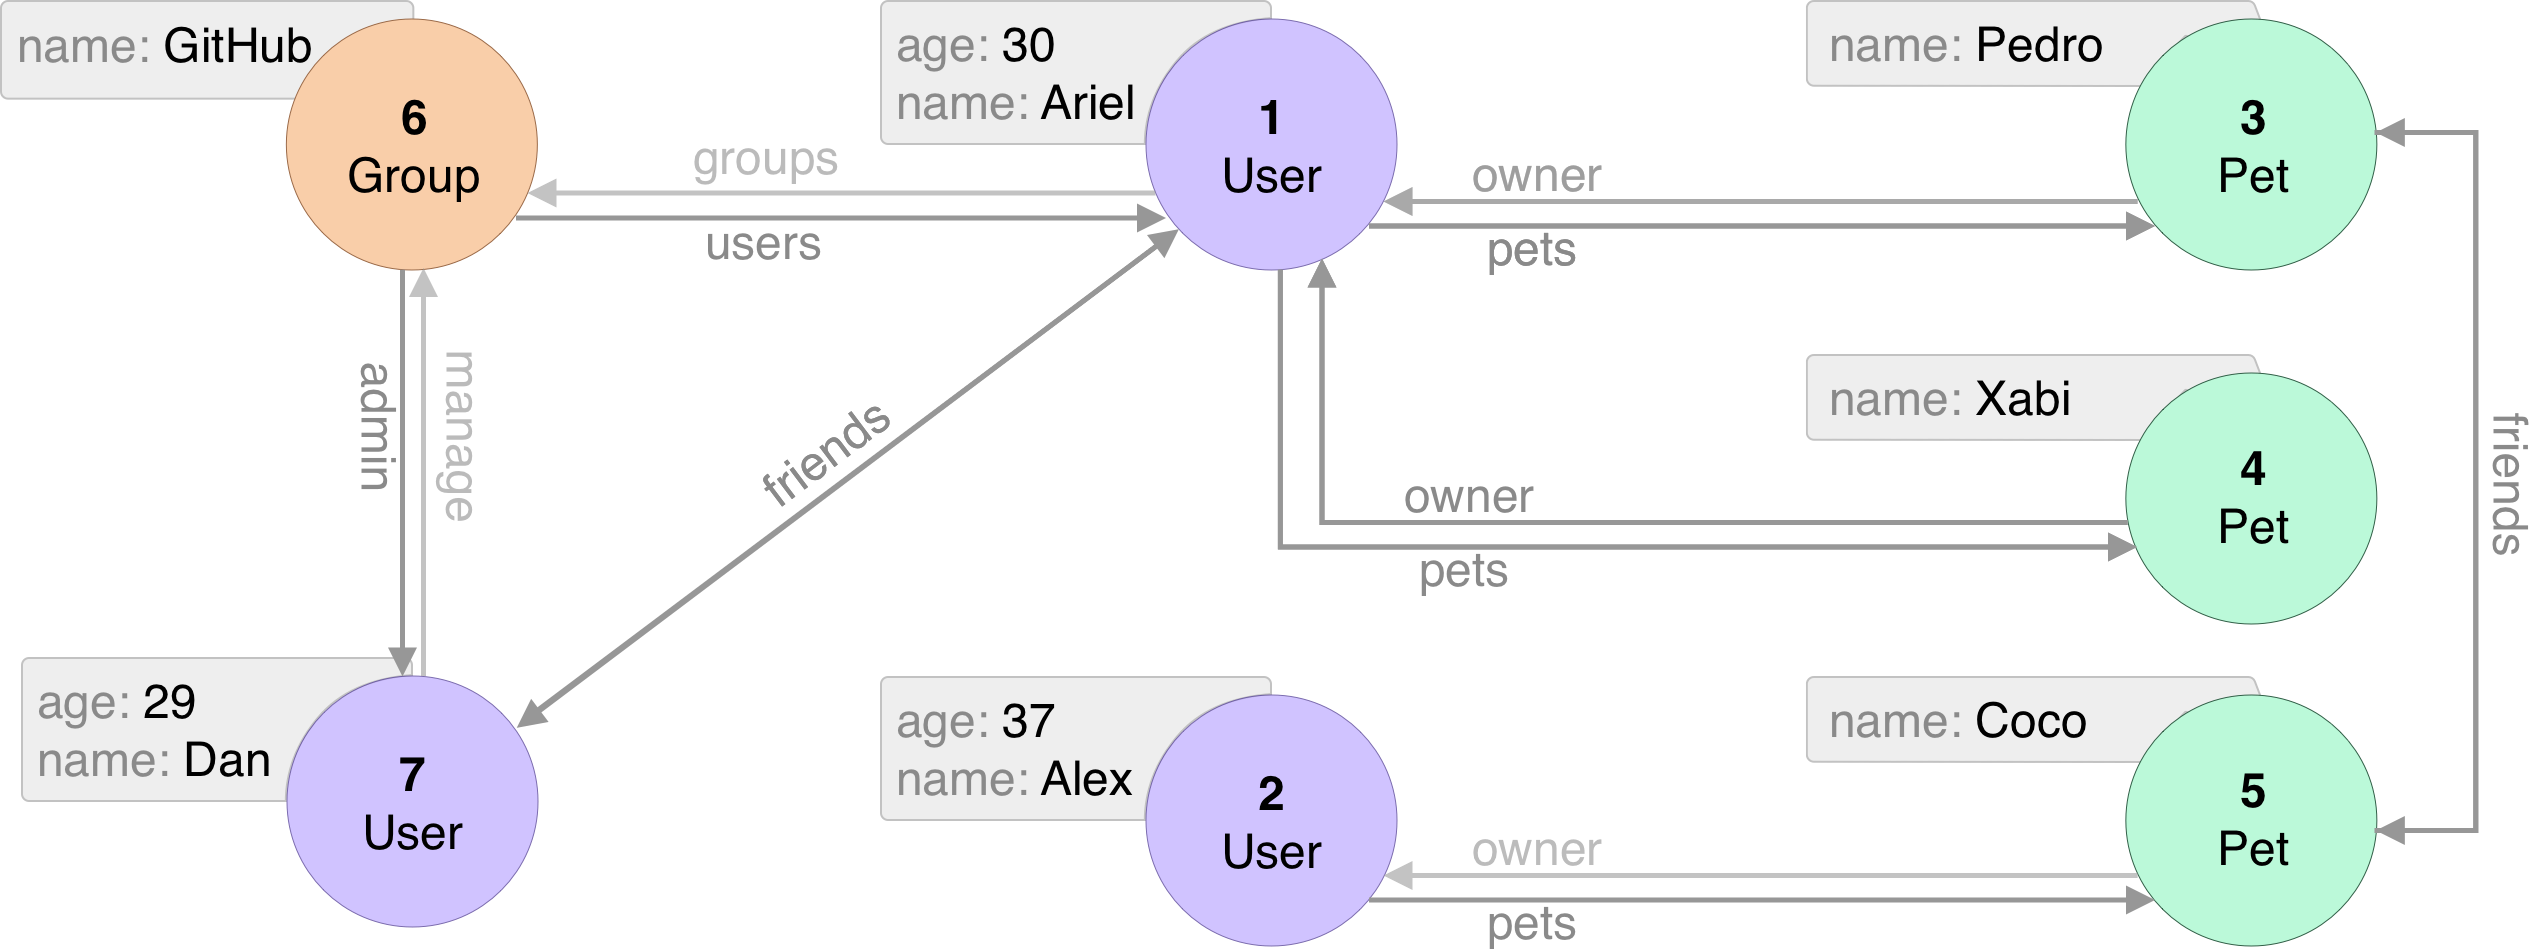 name: GitHub
6
Group
age: 30
name: Ariel
1
User
name: Pedro
3
Pet
groups
users
owner
pets
admin
manage
friends
name: Xabi
4
Pet
owner
pets
friends
age: 29
name: Dan
7
User
age: 37
name: Alex
2
User
name: Coco
5
Pet
owner
pets